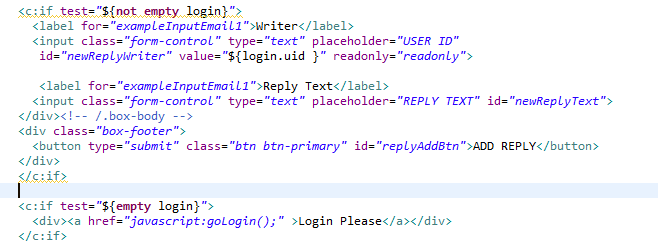 <c:if test="${not empty login}">
<label for="exampleInputEmail1">Writer</label>
<input class="form-control" type="text" placeholder="USER ID"
id="newReplyWriter" value="${login.uid }" readonly="readonly">
<label for="exampleInputEmail1">Reply Text</label>
<input class="form-control" type="text" placeholder="REPLY TEXT" id="newReplyText">
</div><!-- /.box-body -->
<div class="box-footer">
<button type="submit" class="btn btn-primary" id="replyAddBtn">ADD REPLY</button>
</div>
</c:if>
<c:if test="${empty login}">
<div><a href="javascript:goLogin();" >Login Please</a></div>
</c:if>